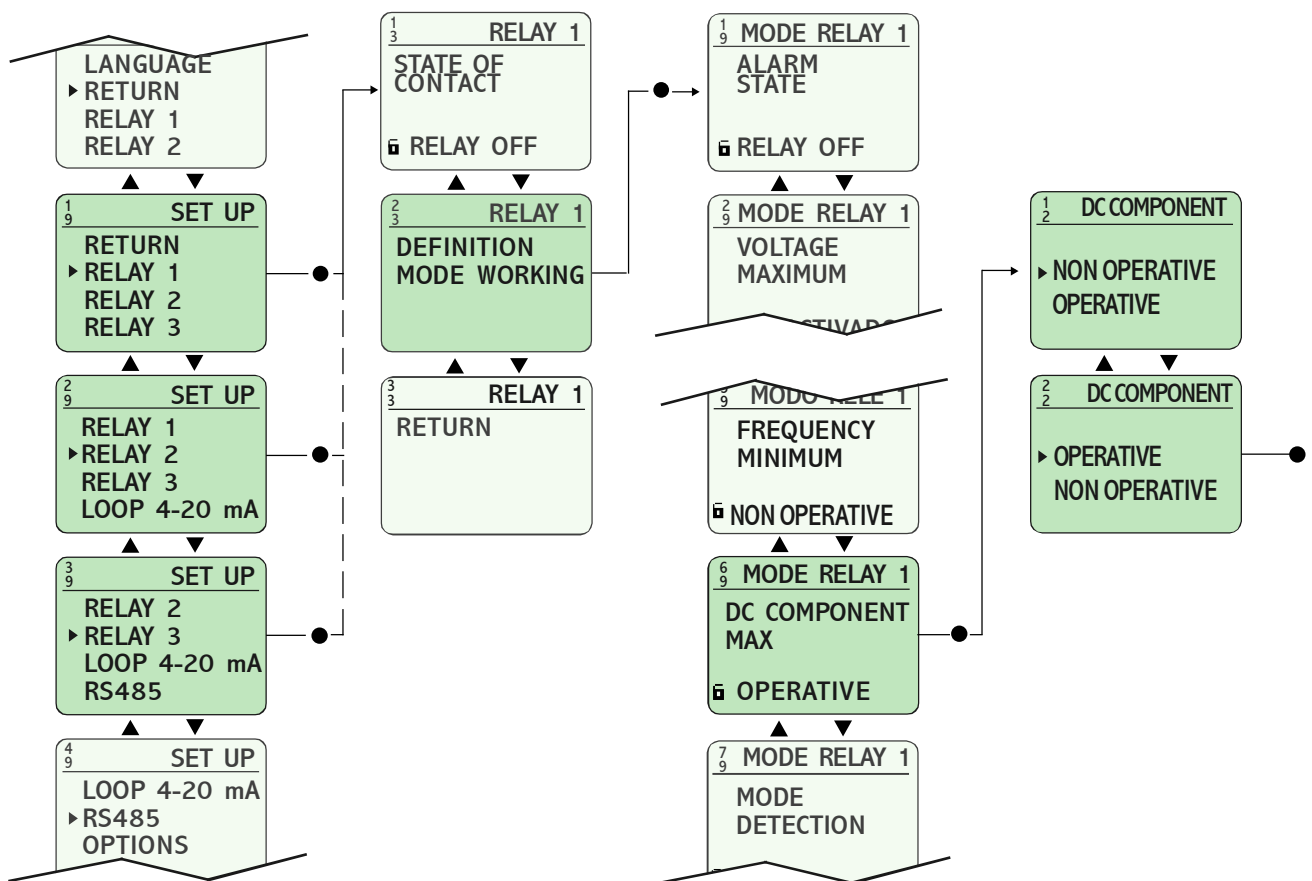 LANGUAGE
RETURN
RELAY 1
RELAY 2
1
9
SET UP
RETURN
RELAY 1
RELAY 2
RELAY 3
2
9
SET UP
RELAY 1
RELAY 2
RELAY 3
LOOP 4-20 mA
3
9
SET UP
RELAY 2
RELAY 3
LOOP 4-20 mA
RS485
4
9
SET UP
LOOP 4-20 mA
RS485
OPTIONS
1
3
RELAY 1
STATE OF
CONTACT
RELAY OFF
2
3
RELAY 1
DEFINITION
MODE WORKING
3
3
RELAY 1
RETURN
1
9
MODE RELAY 1
ALARM
STATE
RELAY OFF
2
9
MODE RELAY 1
VOLTAGE
MAXIMUM
9
MODO RELE 1
FREQUENCY
MINIMUM
NON OPERATIVE
6
9
MODE RELAY 1
DC COMPONENT
MAX
OPERATIVE
7
9
MODE RELAY 1
MODE
DETECTION
1
2
DC COMPONENT
NON OPERATIVE
OPERATIVE
2
2
DC COMPONENT
OPERATIVE
NON OPERATIVE